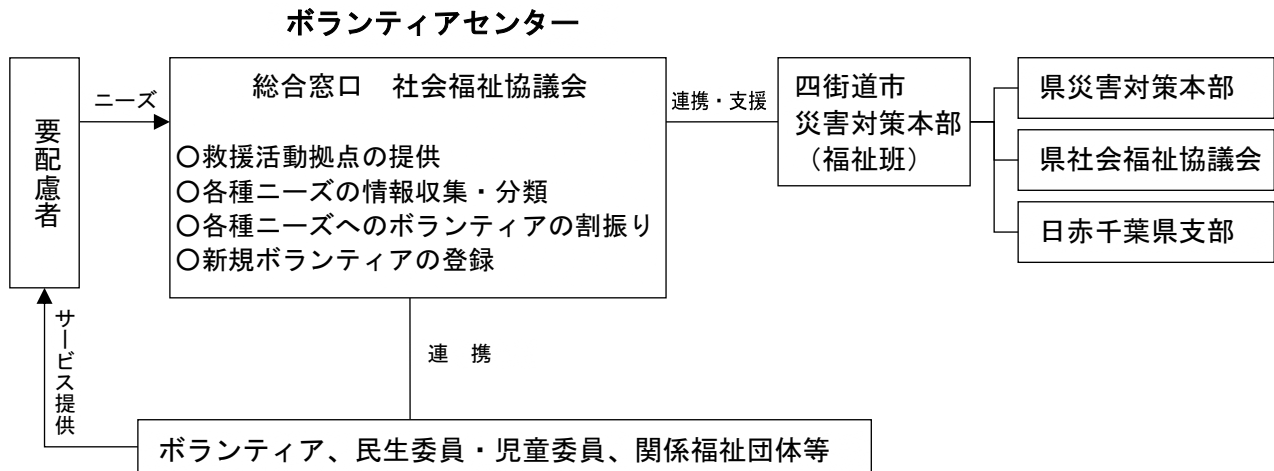 ボランティアセンター
要配慮者
ニーズ
総合窓口 社会福祉協議会
○救援活動拠点の提供
○各種ニーズの情報収集・分類
○各種ニーズへのボランティアの割振り
○新規ボランティアの登録
連携・支援
四街道市
災害対策本部
(福祉班)
県災害対策本部
県社会福祉協議会
日赤千葉県支部
サービス提供
連 携
ボランティア、民生委員・児童委員、関係福祉団体等